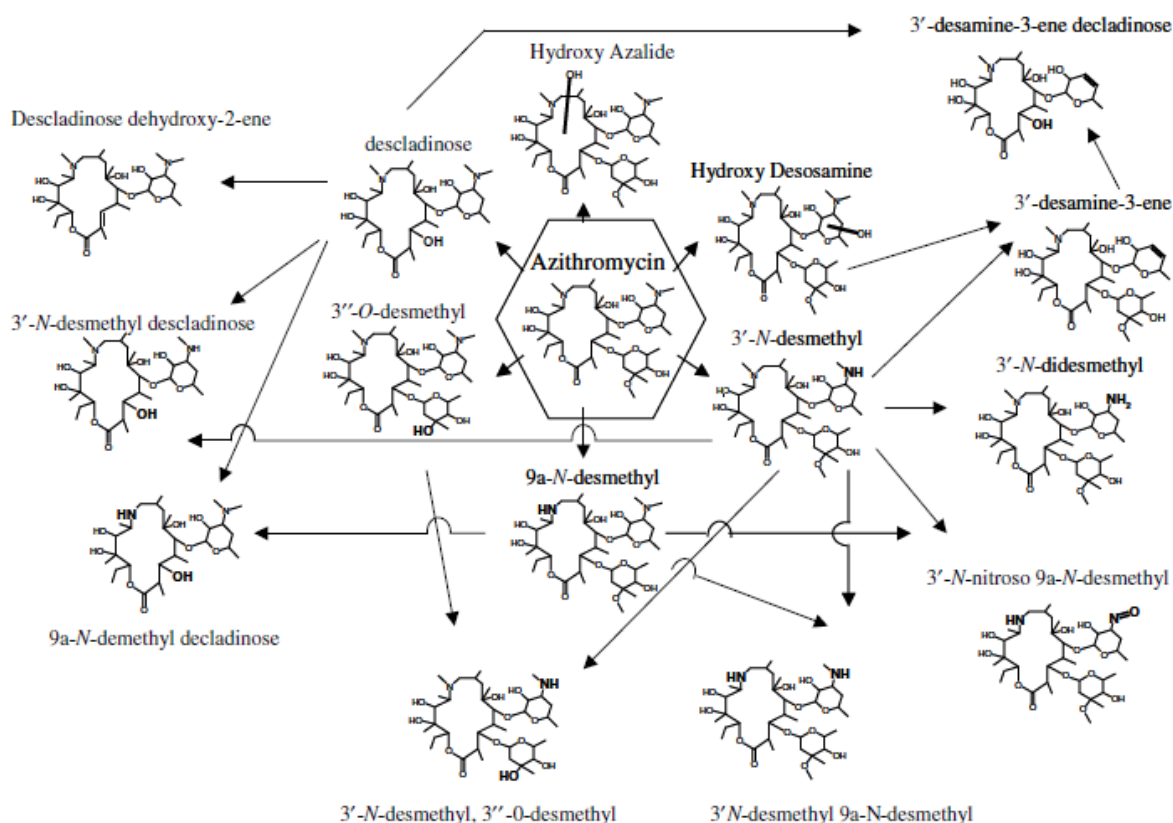 3′-desamine-3-ene decladinose
Hydroxy Azalide
Descladinose dehydroxy-2-ene
descladinose
Hydroxy Desosamine
3′-desamine-3-ene
Azithromycin
3′-N-desmethyl descladinose
3′′-O-desmethyl
3′-N-desmethyl
3′-N-didesmethyl
9a-N-desmethyl
3′-N-nitroso 9a-N-desmethyl
9a-N-demethyl decladinose
3′-N-desmethyl, 3′′-0-desmethyl
3′N-desmethyl 9a-N-desmethyl